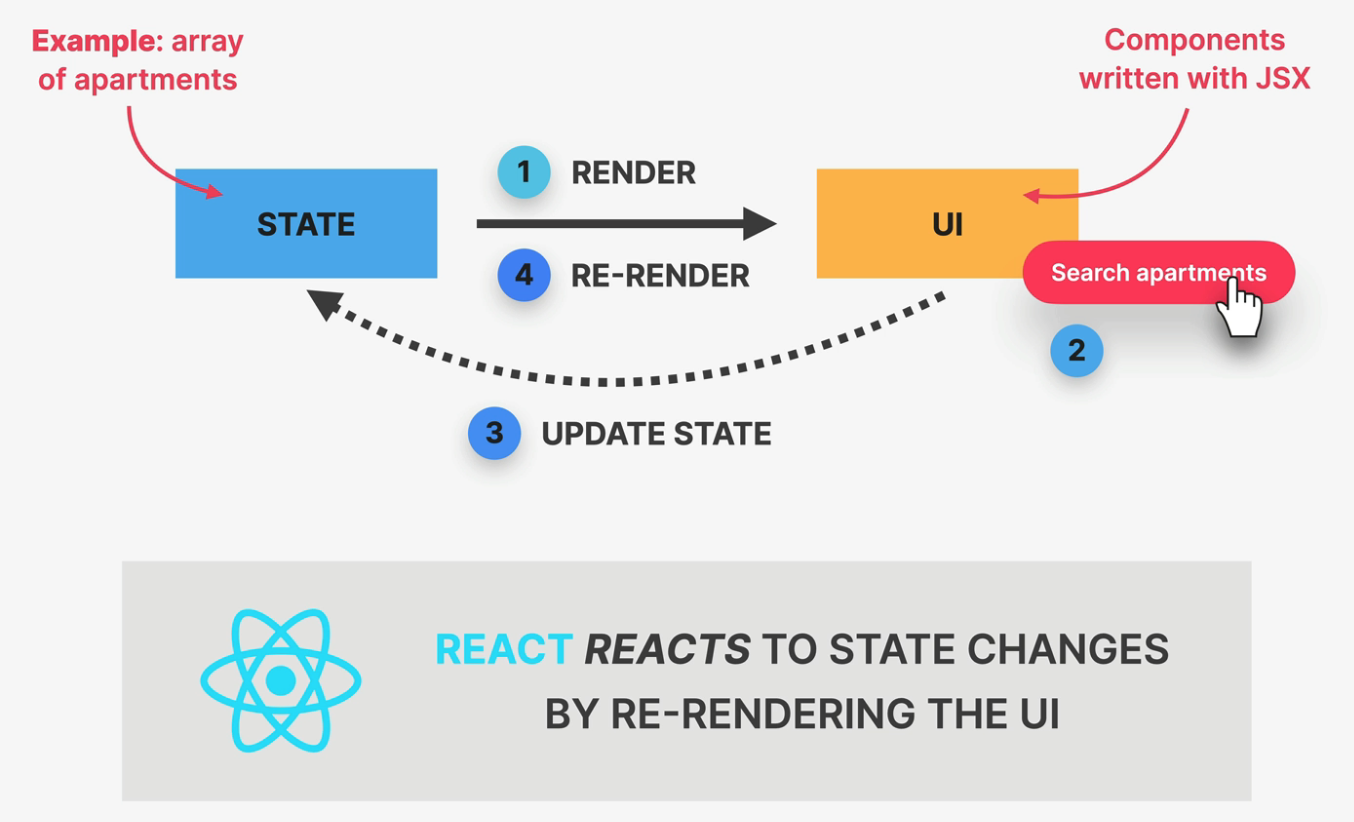 Example: array
of apartments
Components
written with JSX
1 RENDER
STATE
UI
4 RE-RENDER
Search apartments
2
3 UPDATE STATE
REACT REACTS TO STATE CHANGES
BY RE-RENDERING THE UI